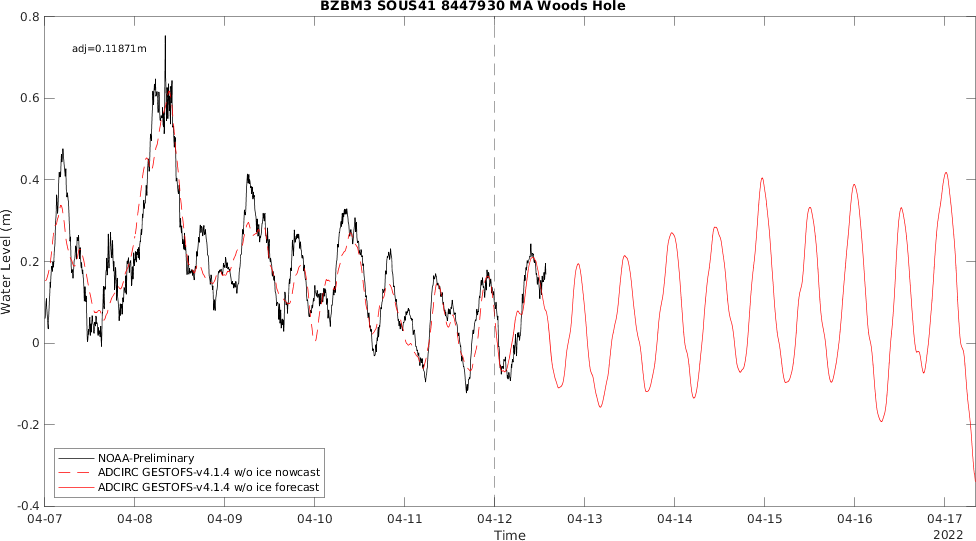 BZBM3 SOUS41 8447930 MA Woods Hole
adj=0.11871m
Water Level (m)
0.8
0.6
0.4
0.2
0
-0.2
-0.4
NOAA-Preliminary
ADCIRC GESTOFS-v4.1.4 w/o ice nowcast
ADCIRC GESTOFS-v4.1.4 w/o ice forecast
04-07 04-08 04-09 04-10 04-11 04-12 04-13 04-14 04-15 04-16 04-17
Time 2022